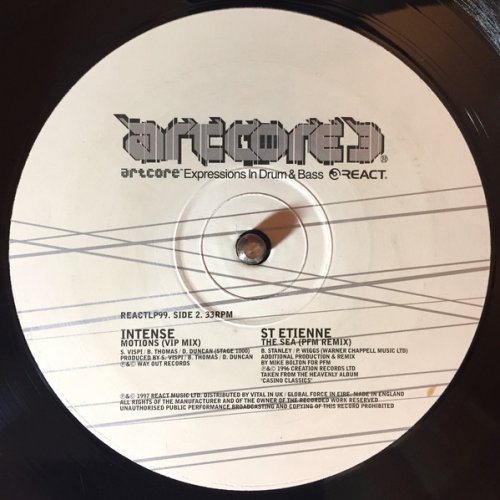 artcore 3®
artcore™ Expressions In Drum & Bass REACT.
REACTLP99. SIDE 2. 33RPM
INTENSE
MOTIONS (VIP MIX)
S. VISPI / B. THOMAS / D. DUNCAN (STAGE 1000)
PRODUCED BY S. VISPI / B. THOMAS / D. DUNCAN
℗&© WAY OUT RECORDS
ST ETIENNE
THE SEA (PFM REMIX)
B. STANLEY / P. WIGGS (WARNER CHAPPELL MUSIC LTD)
ADDITIONAL PRODUCTION & REMIX
BY MIKE BOLTON FOR PFM
℗&© 1996 CREATION RECORDS LTD
TAKEN FROM THE HEAVENLY ALBUM
'CASINO CLASSICS'
℗&© 1997 REACT MUSIC LTD. DISTRIBUTED BY VITAL IN UK / GLOBAL FORCE IN EIRE. MADE IN ENGLAND
ALL RIGHTS OF THE MANUFACTURER AND OF THE OWNER OF THE RECORDED WORK RESERVED
UNAUTHORISED PUBLIC PERFORMANCE, BROADCASTING AND COPYING OF THIS RECORD PROHIBITED